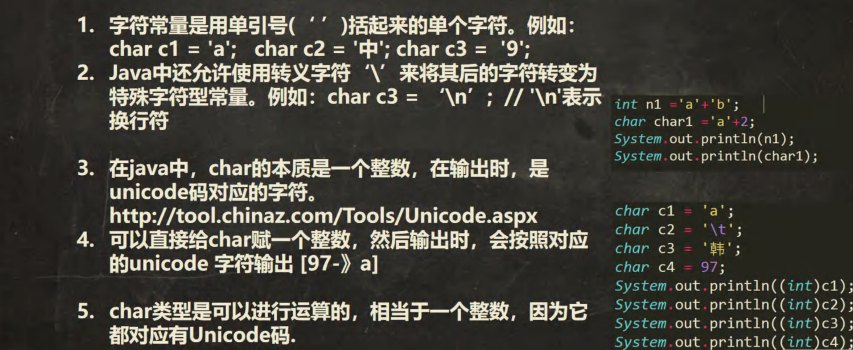 1. 字符常量是用单引号(‘ ’)括起来的单个字符。例如：
char c1 = 'a';   char c2 = '中'; char c3 =  '9';
2. Java中还允许使用转义字符‘\’来将其后的字符转变为
特殊字符型常量。例如：char c3 = ‘\n’; // '\n'表示
换行符
3. 在java中，char的本质是一个整数，在输出时，是
unicode码对应的字符。
http://tool.chinaz.com/Tools/Unicode.aspx
4. 可以直接给char赋一个整数，然后输出时，会按照对应
的unicode 字符输出 [97-》a]
5. char类型是可以进行运算的，相当于一个整数，因为它
都对应有Unicode码.
int n1 ='a'+'b';
char char1 ='a'+2;
System.out.println(n1);
System.out.println(char1);
char c1 = 'a';
char c2 = '\t';
char c3 = '韩';
char c4 = 97;
System.out.println((int)c1);
System.out.println((int)c2);
System.out.println((int)c3);
System.out.println((int)c4);